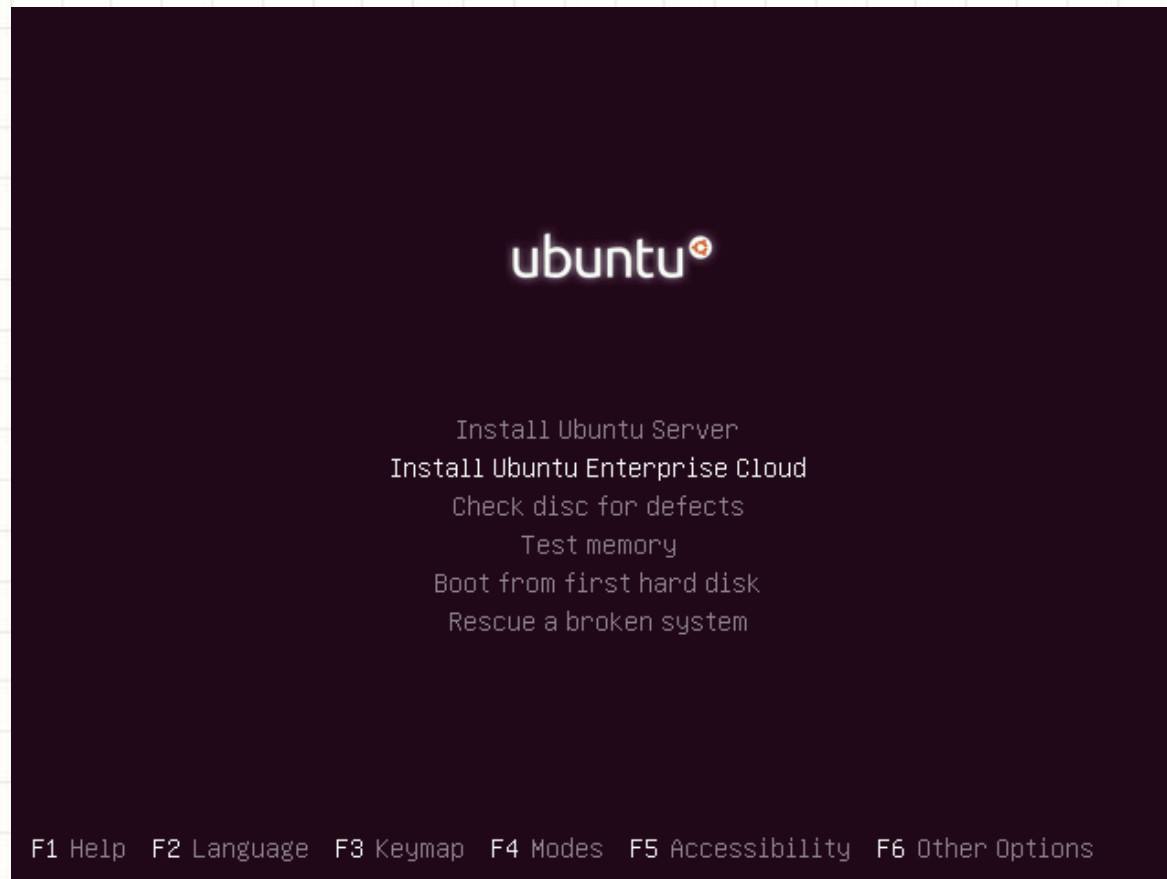 ubuntu
Install Ubuntu Server
Install Ubuntu Enterprise Cloud
Check disc for defects
Test memory
Boot from first hard disk
Rescue a broken system
F1 Help F2 Language F3 Keymap F4 Modes F5 Accessibility F6 Other Options